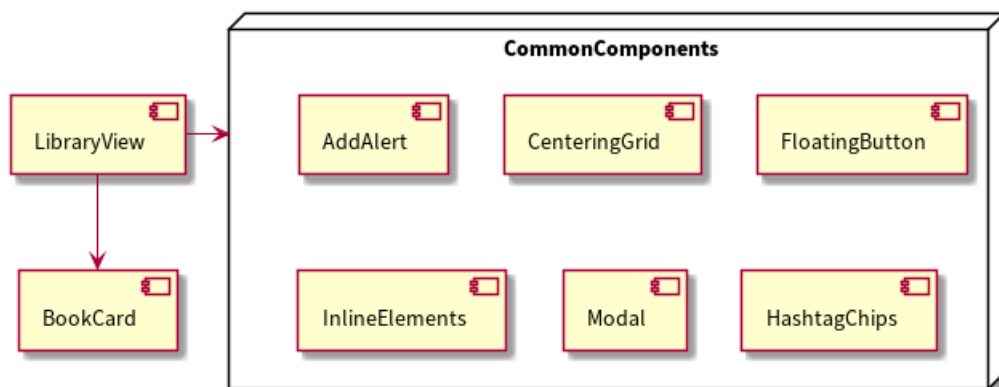 CommonComponents
LibraryView
AddAlert
CenteringGrid
FloatingButton
BookCard
InlineElements
Modal
HashtagChips